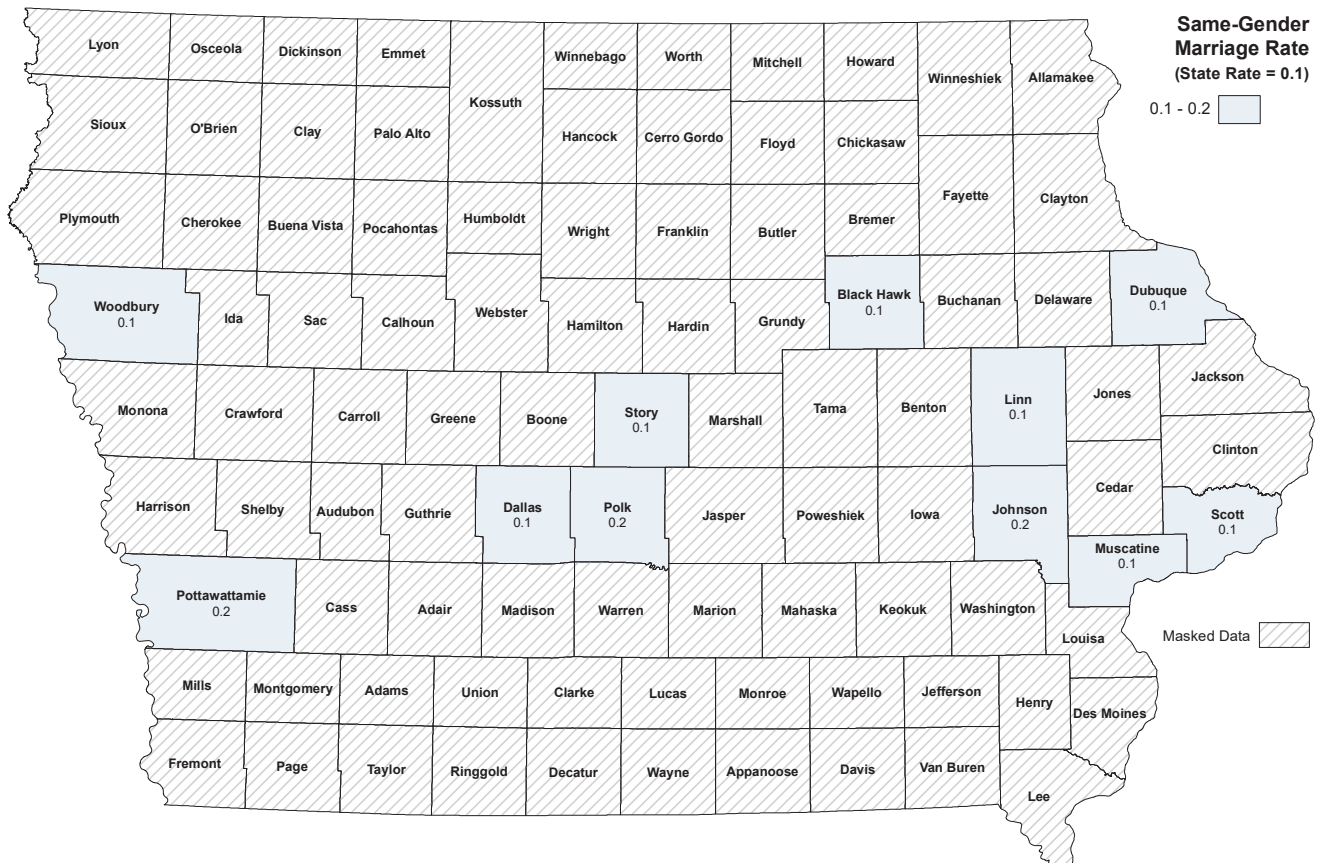 Same-Gender
Marriage Rate
(State Rate = 0.1)
0.1 - 0.2
Lyon
Osceola
Dickinson
Emmet
Kossuth
Winnebago
Worth
Mitchell
Howard
Winneshiek
Allamakee
Sioux
O'Brien
Clay
Palo Alto
Hancock
Cerro Gordo
Floyd
Chickasaw
Plymouth
Cherokee
Buena Vista
Pocahontas
Humboldt
Wright
Franklin
Butler
Bremer
Fayette
Clayton
Woodbury
0.1
Ida
Sac
Calhoun
Webster
Hamilton
Hardin
Grundy
Black Hawk
0.1
Buchanan
Delaware
Dubuque
0.1
Monona
Crawford
Carroll
Greene
Boone
Story
0.1
Marshall
Tama
Benton
Linn
0.1
Jones
Jackson
Clinton
Harrison
Shelby
Audubon
Guthrie
Dallas
0.1
Polk
0.2
Jasper
Poweshiek
Iowa
Johnson
0.2
Cedar
Scott
0.1
Muscatine
0.1
Pottawattamie
0.2
Cass
Adair
Madison
Warren
Marion
Mahaska
Keokuk
Washington
Louisa
Masked Data
Mills
Montgomery
Adams
Union
Clarke
Lucas
Monroe
Wapello
Jefferson
Henry
Des Moines
Fremont
Page
Taylor
Ringgold
Decatur
Wayne
Appanoose
Davis
Van Buren
Lee